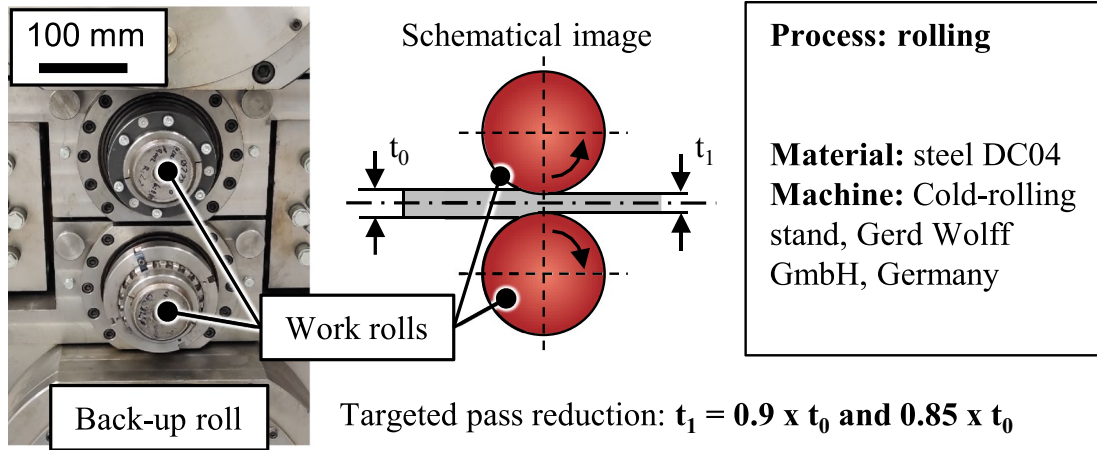 100 mm
Schematical image
t₀
t₁
Work rolls
Back-up roll
Process: rolling
Material: steel DC04
Machine: Cold-rolling
stand, Gerd Wolff
GmbH, Germany
Targeted pass reduction: t₁ = 0.9 x t₀ and 0.85 x t₀